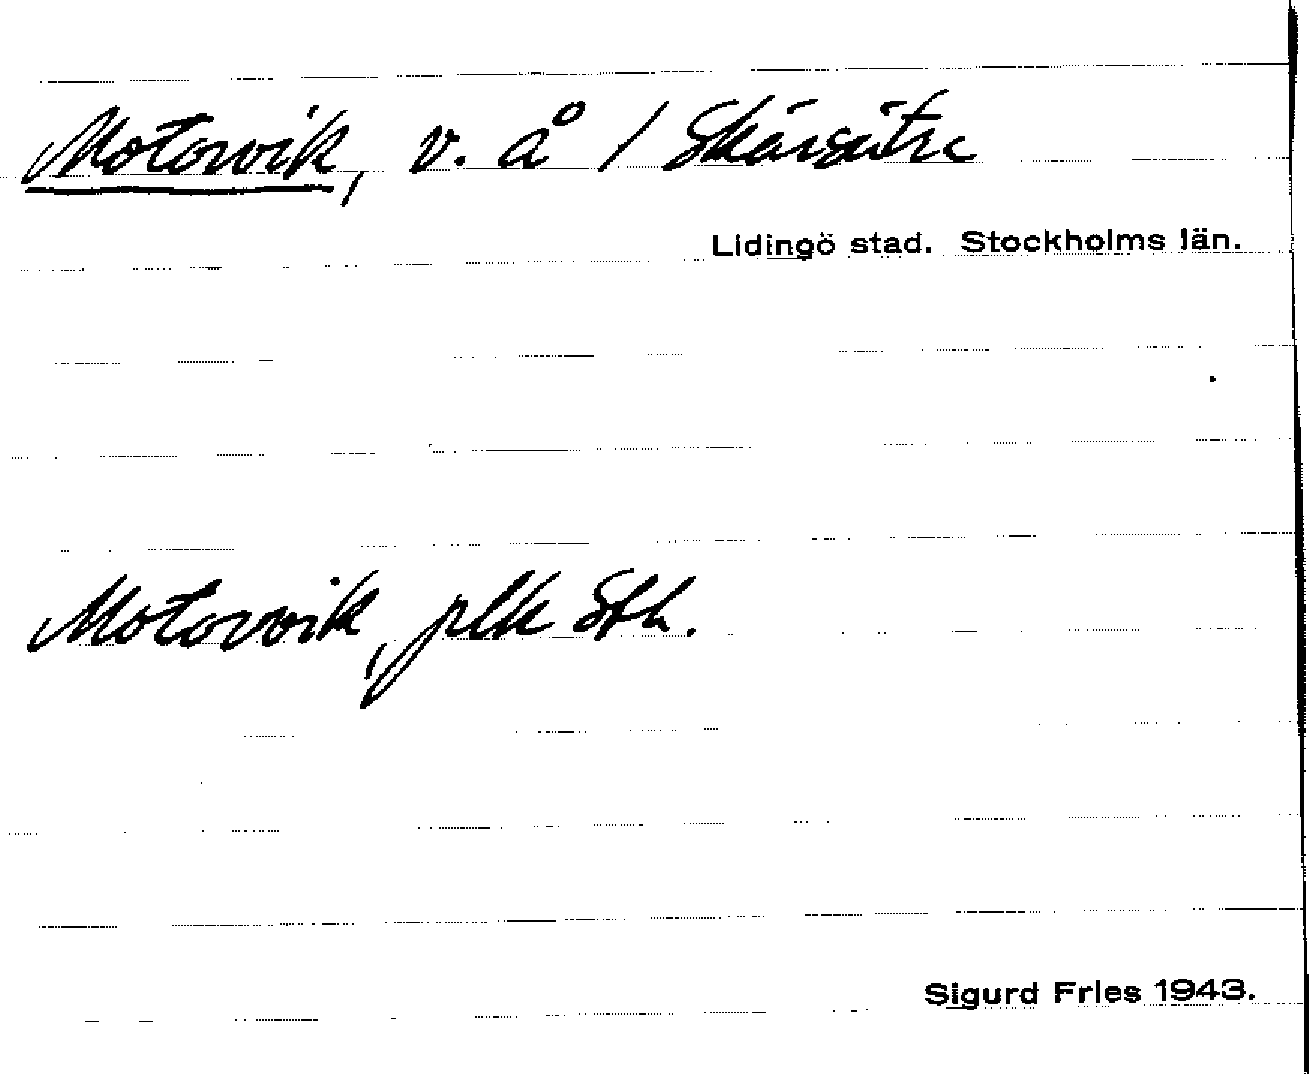 Motorvik, v. å / Skärsätra
Lidingö stad. Stockholms län.
Motorvik, plk Sth.
Sigurd Fries 1943.